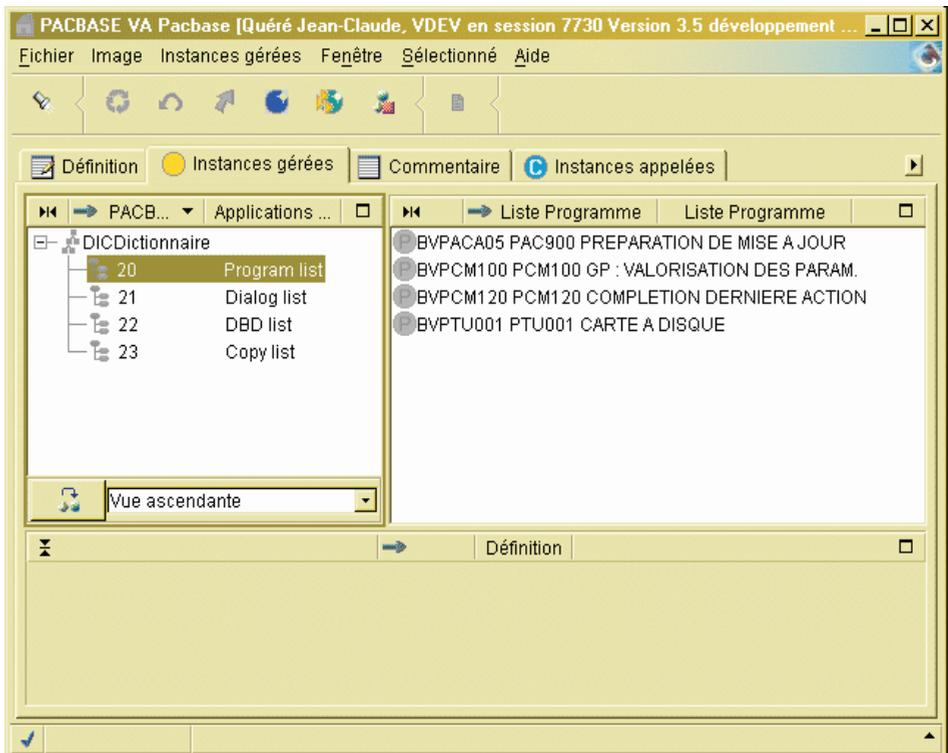 PACBASE VA Pacbase [Quéré Jean-Claude, VDEV en session 7730 Version 3.5 développement ...
Fichier Image Instances gérées Fenêtre Sélectionné Aide
Définition Instances gérées Commentaire C Instances appelées
PACB... Applications ... Liste Programme Liste Programme
DICDictionnaire
20 Program list
21 Dialog list
22 DBD list
23 Copy list
P BVPACA05 PAC900 PREPARATION DE MISE A JOUR
P BVPCM100 PCM100 GP : VALORISATION DES PARAM.
P BVPCM120 PCM120 COMPLETION DERNIERE ACTION
P BVPTU001 PTU001 CARTE A DISQUE
Vue ascendante
Définition